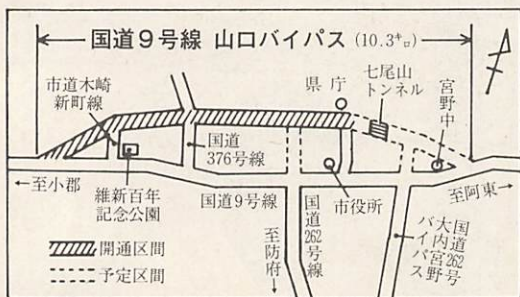 国道9号線 山口バイパス (10.3㌔)
市道木崎
新町線
県庁
七尾山
トンネル
宮野中
国道
376号線
←至小郡
維新百年
記念公園
国道9号線
市役所
至阿東→
国道262号線
国道262号
大内宮野
バイパス
至防府→
開通区間
予定区間